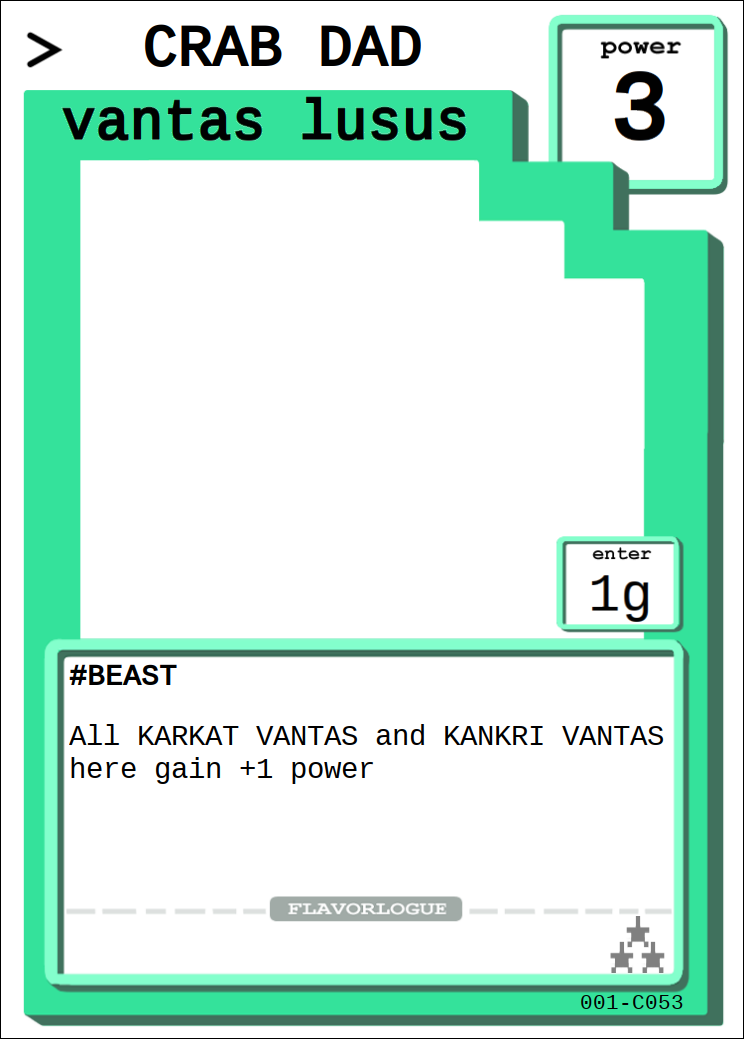 > CRAB DAD
power
3
vantas lusus
enter
1g
#BEAST
All KARKAT VANTAS and KANKRI VANTAS
here gain +1 power
FLAVORLOGUE
001-C053